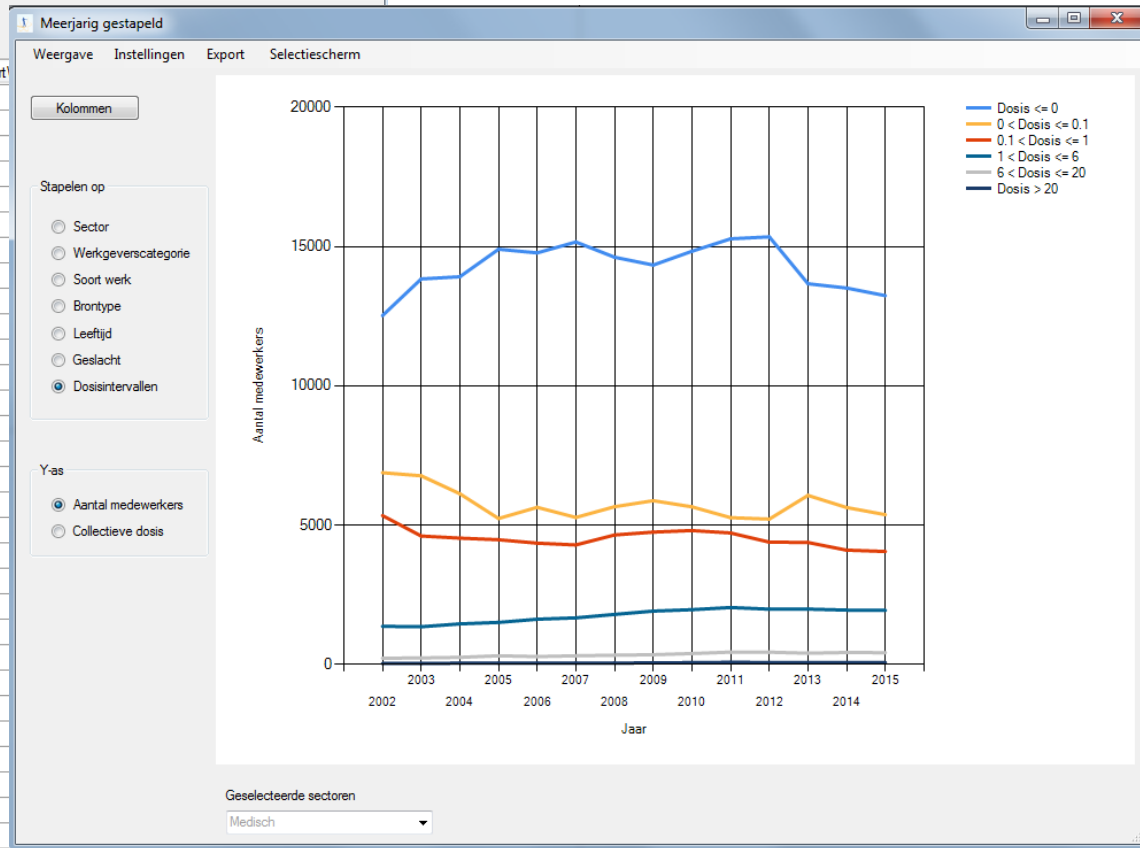 Meerjarig gestapeld
Weergave Instellingen Export Selectiescherm
Kolommen
Stapelen op
Sector
Werkgeverscategorie
Soort werk
Brontype
Leeftijd
Geslacht
Dosisintervallen
Y-as
Aantal medewerkers
Collectieve dosis
Aantal medewerkers
20000
15000
10000
5000
0
2003 2005 2007 2009 2011 2013 2015
2002 2004 2006 2008 2010 2012 2014
Jaar
Dosis <= 0
0 < Dosis <= 0.1
0.1 < Dosis <= 1
1 < Dosis <= 6
6 < Dosis <= 20
Dosis > 20
Geselecteerde sectoren
Medisch